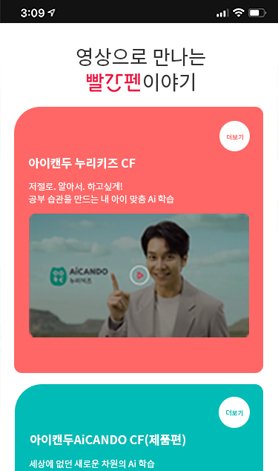 3:09
영상으로 만나는
빨간펜이야기
더보기
아이캔두 누리키즈 CF
저절로. 알아서. 하고싶게!
공부 습관을 만드는 내 아이 맞춤 Ai 학습
AiCANDO
누리키즈
더보기
아이캔두AiCANDO CF(제품편)
세상에 없던 새로운 차원의 Ai 학습